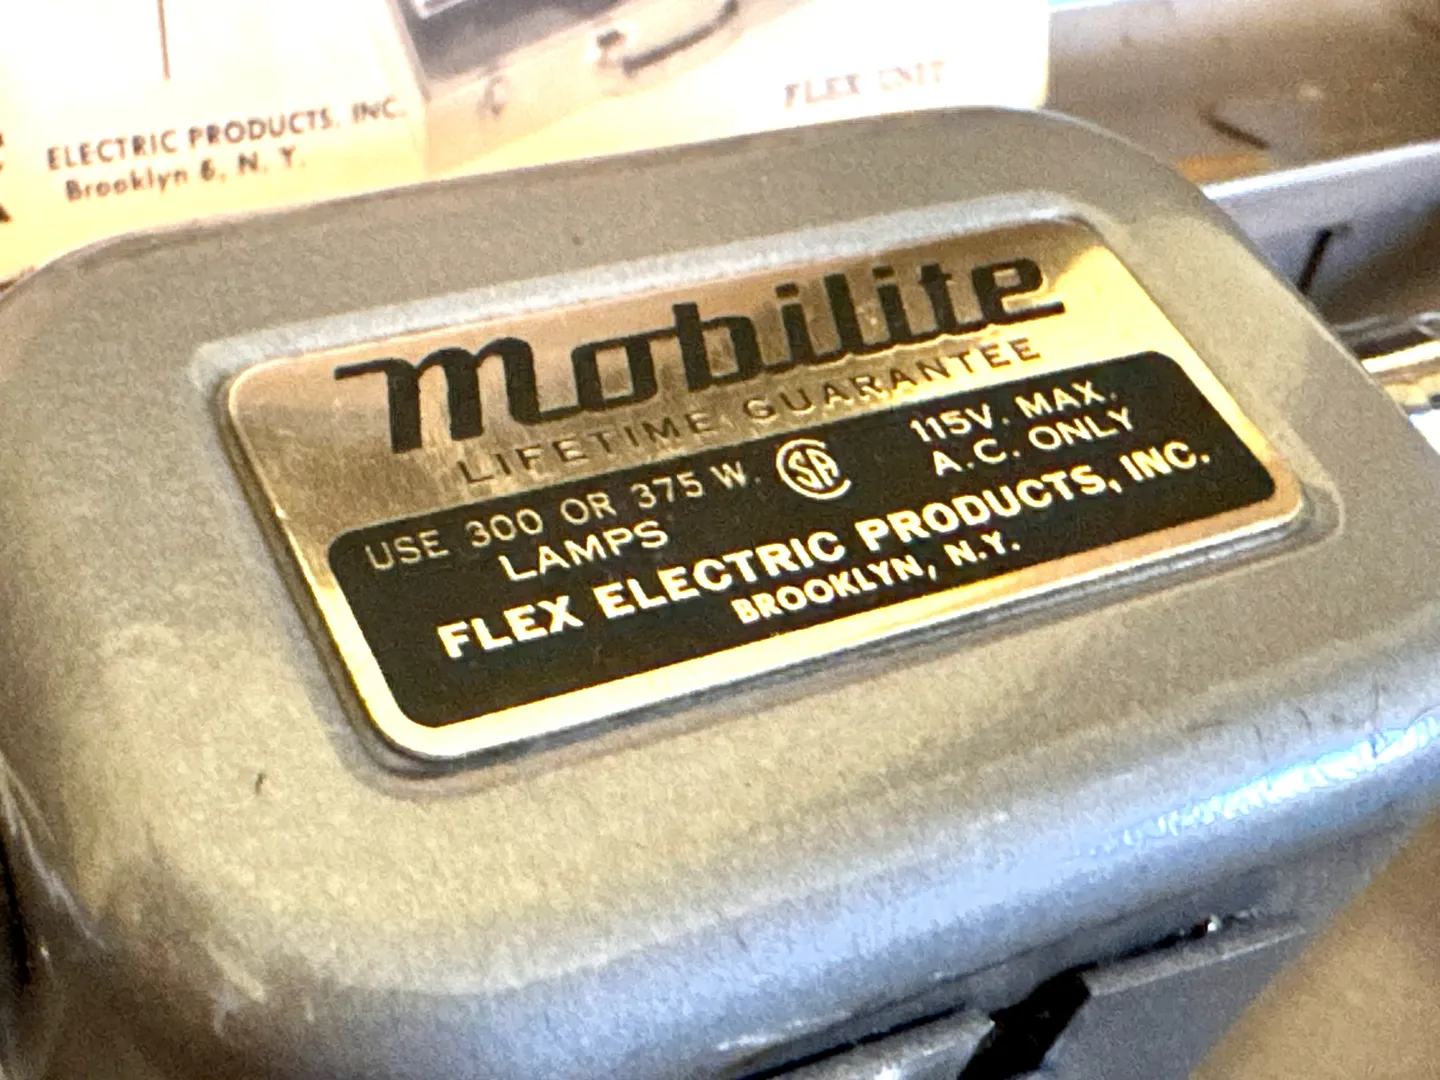 ELECTRIC PRODUCTS, INC.
Brooklyn 6, N. Y.
FLEX UNIT
mobilite
LIFETIME GUARANTEE
USE 300 OR 375 W.
LAMPS
SA
115V. MAX.
A.C. ONLY
FLEX ELECTRIC PRODUCTS, INC.
BROOKLYN, N.Y.